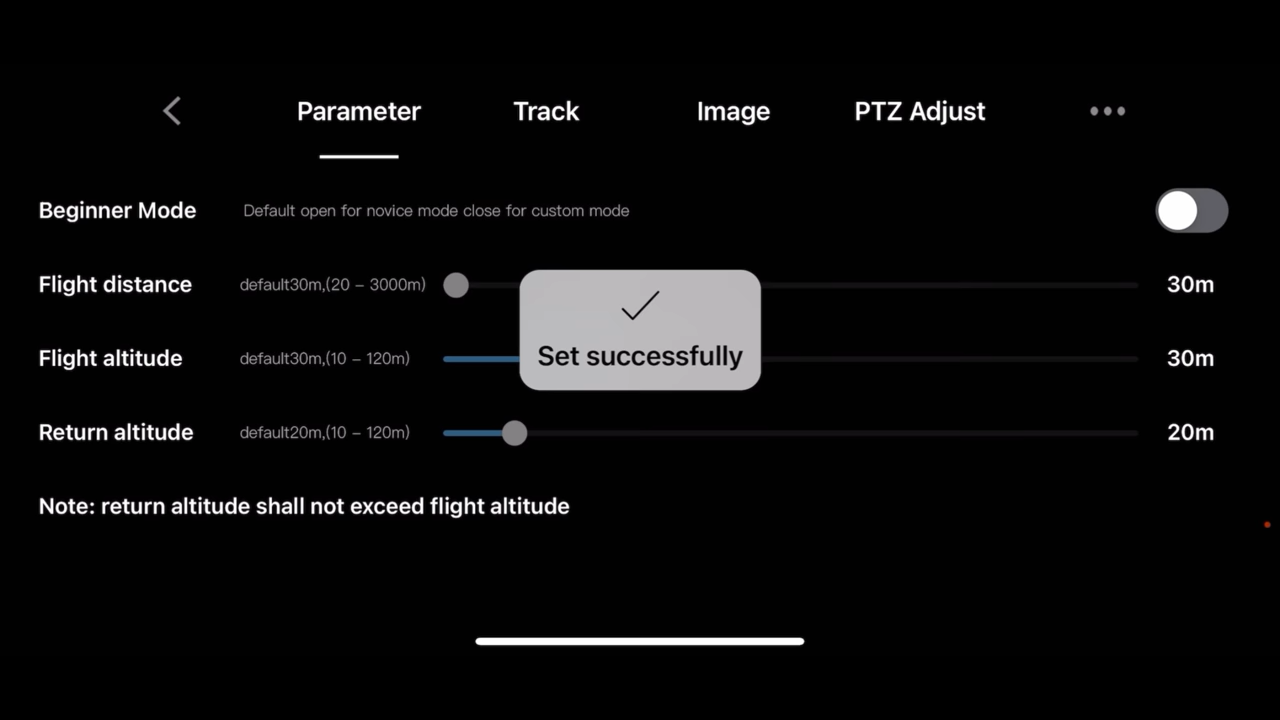 Parameter Track Image PTZ Adjust •••
Beginner Mode Default open for novice mode close for custom mode
Flight distance default30m,(20 – 3000m) 30m
Flight altitude default30m,(10 – 120m) 30m
Set successfully
Return altitude default20m,(10 – 120m) 20m
Note: return altitude shall not exceed flight altitude